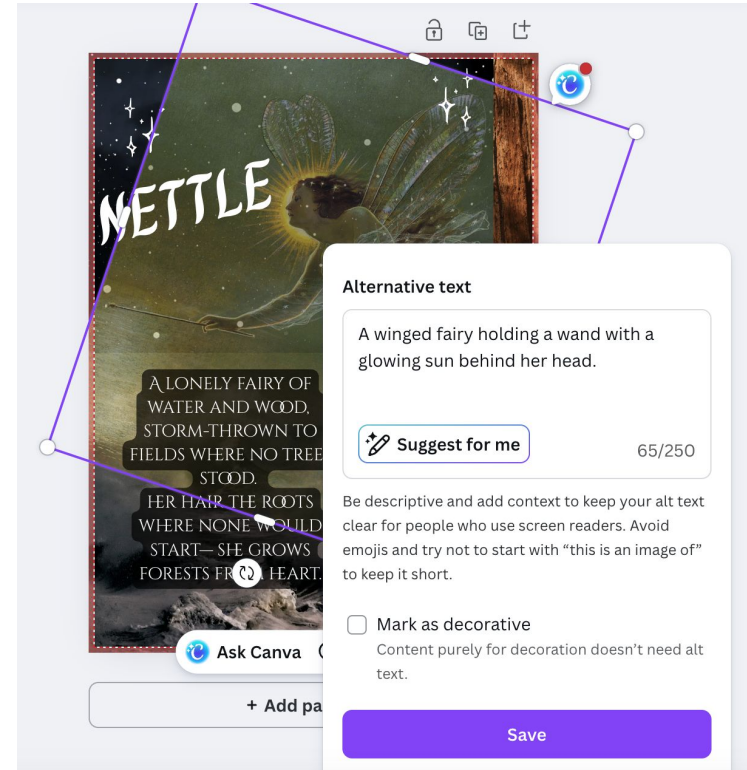 NETTLE
A LONELY FAIRY OF
WATER AND WOOD,
STORM-THROWN TO
FIELDS WHERE NO TREE
STOOD.
HER HAIR THE ROOTS
WHERE NONE WOULD
START— SHE GROWS
FORESTS HEART.
Ask Canva
+ Add pa
Alternative text
A winged fairy holding a wand with a
glowing sun behind her head.
Suggest for me
65/250
Be descriptive and add context to keep your alt text
clear for people who use screen readers. Avoid
emojis and try not to start with “this is an image of”
to keep it short.
Mark as decorative
Content purely for decoration doesn’t need alt
text.
Save